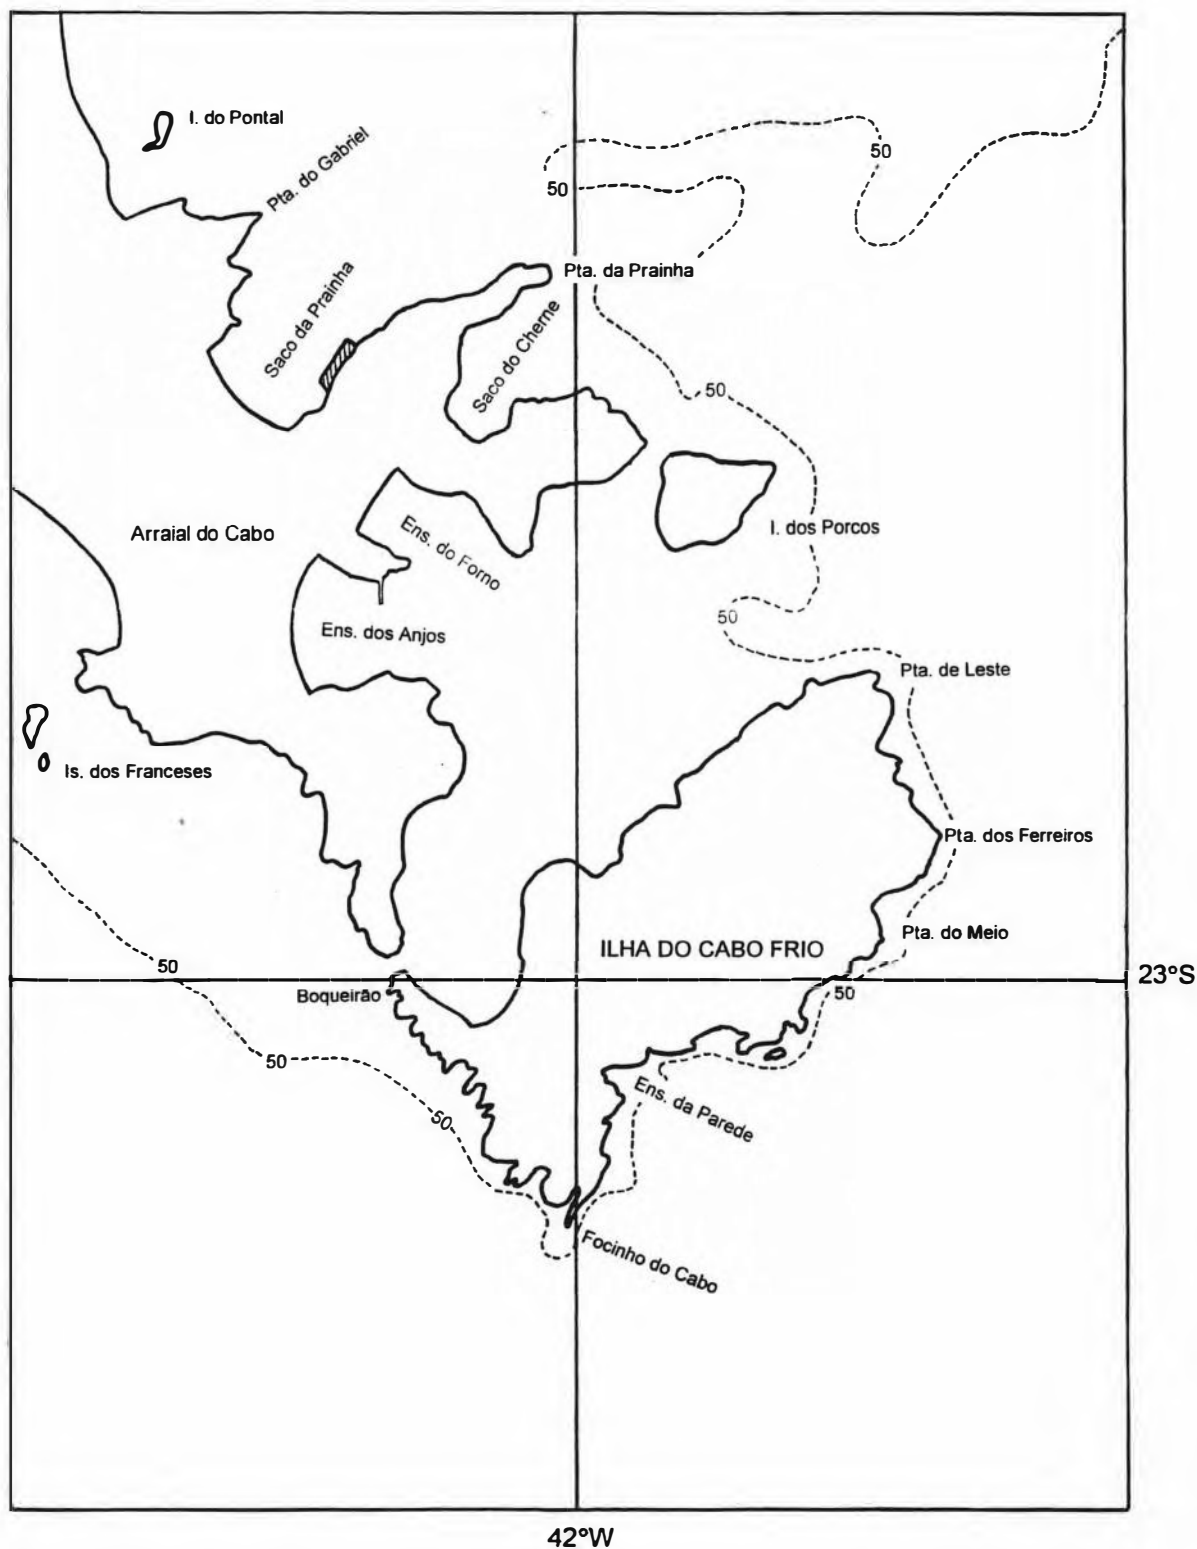 I. do Pontal
Pta. do Gabriel
50
50
Pta. da Prainha
Saco da Prainha
Saco do Cherne
50
Arraial do Cabo
Ens. do Forno
I. dos Porcos
50
Ens. dos Anjos
Pta. de Leste
Is. dos Franceses
Pta. dos Ferreiros
Pta. do Meio
ILHA DO CABO FRIO
50
23°S
Boqueirão
50
50
Ens. da Parede
50
Focinho do Cabo
42°W